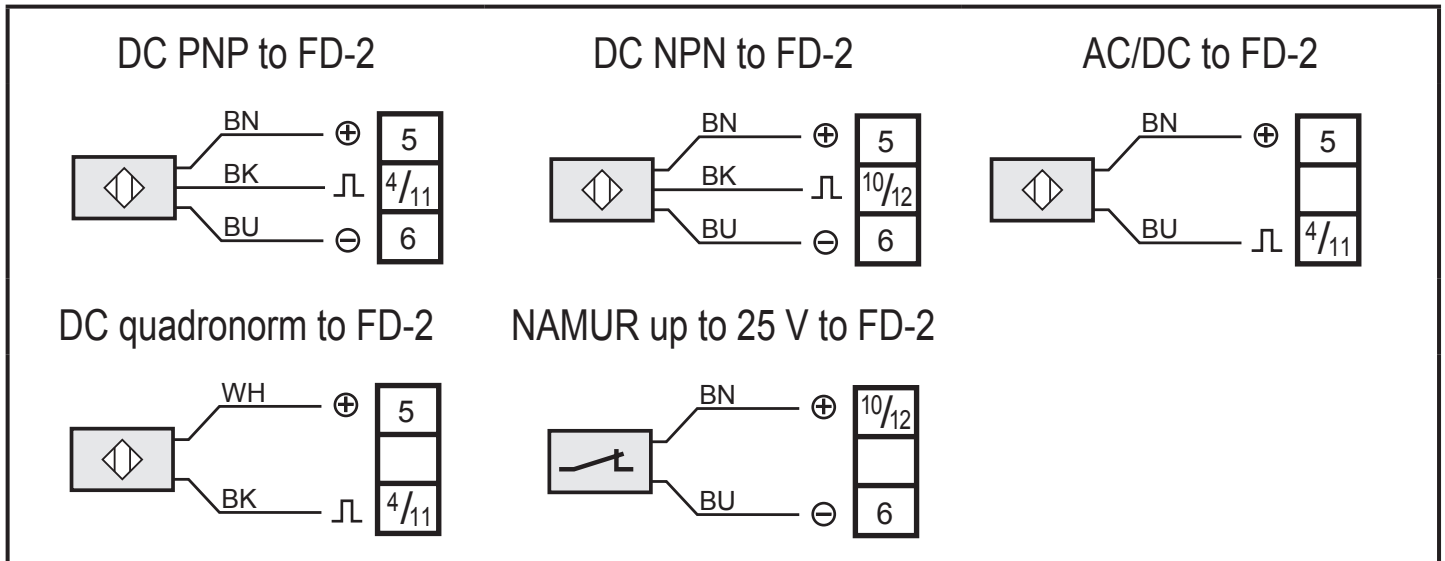 DC PNP to FD-2
BN
5
BK
4/11
BU
6
DC NPN to FD-2
BN
5
BK
10/12
BU
6
AC/DC to FD-2
BN
5
BU
4/11
DC quadronorm to FD-2
WH
5
BK
4/11
NAMUR up to 25 V to FD-2
BN
10/12
BU
6